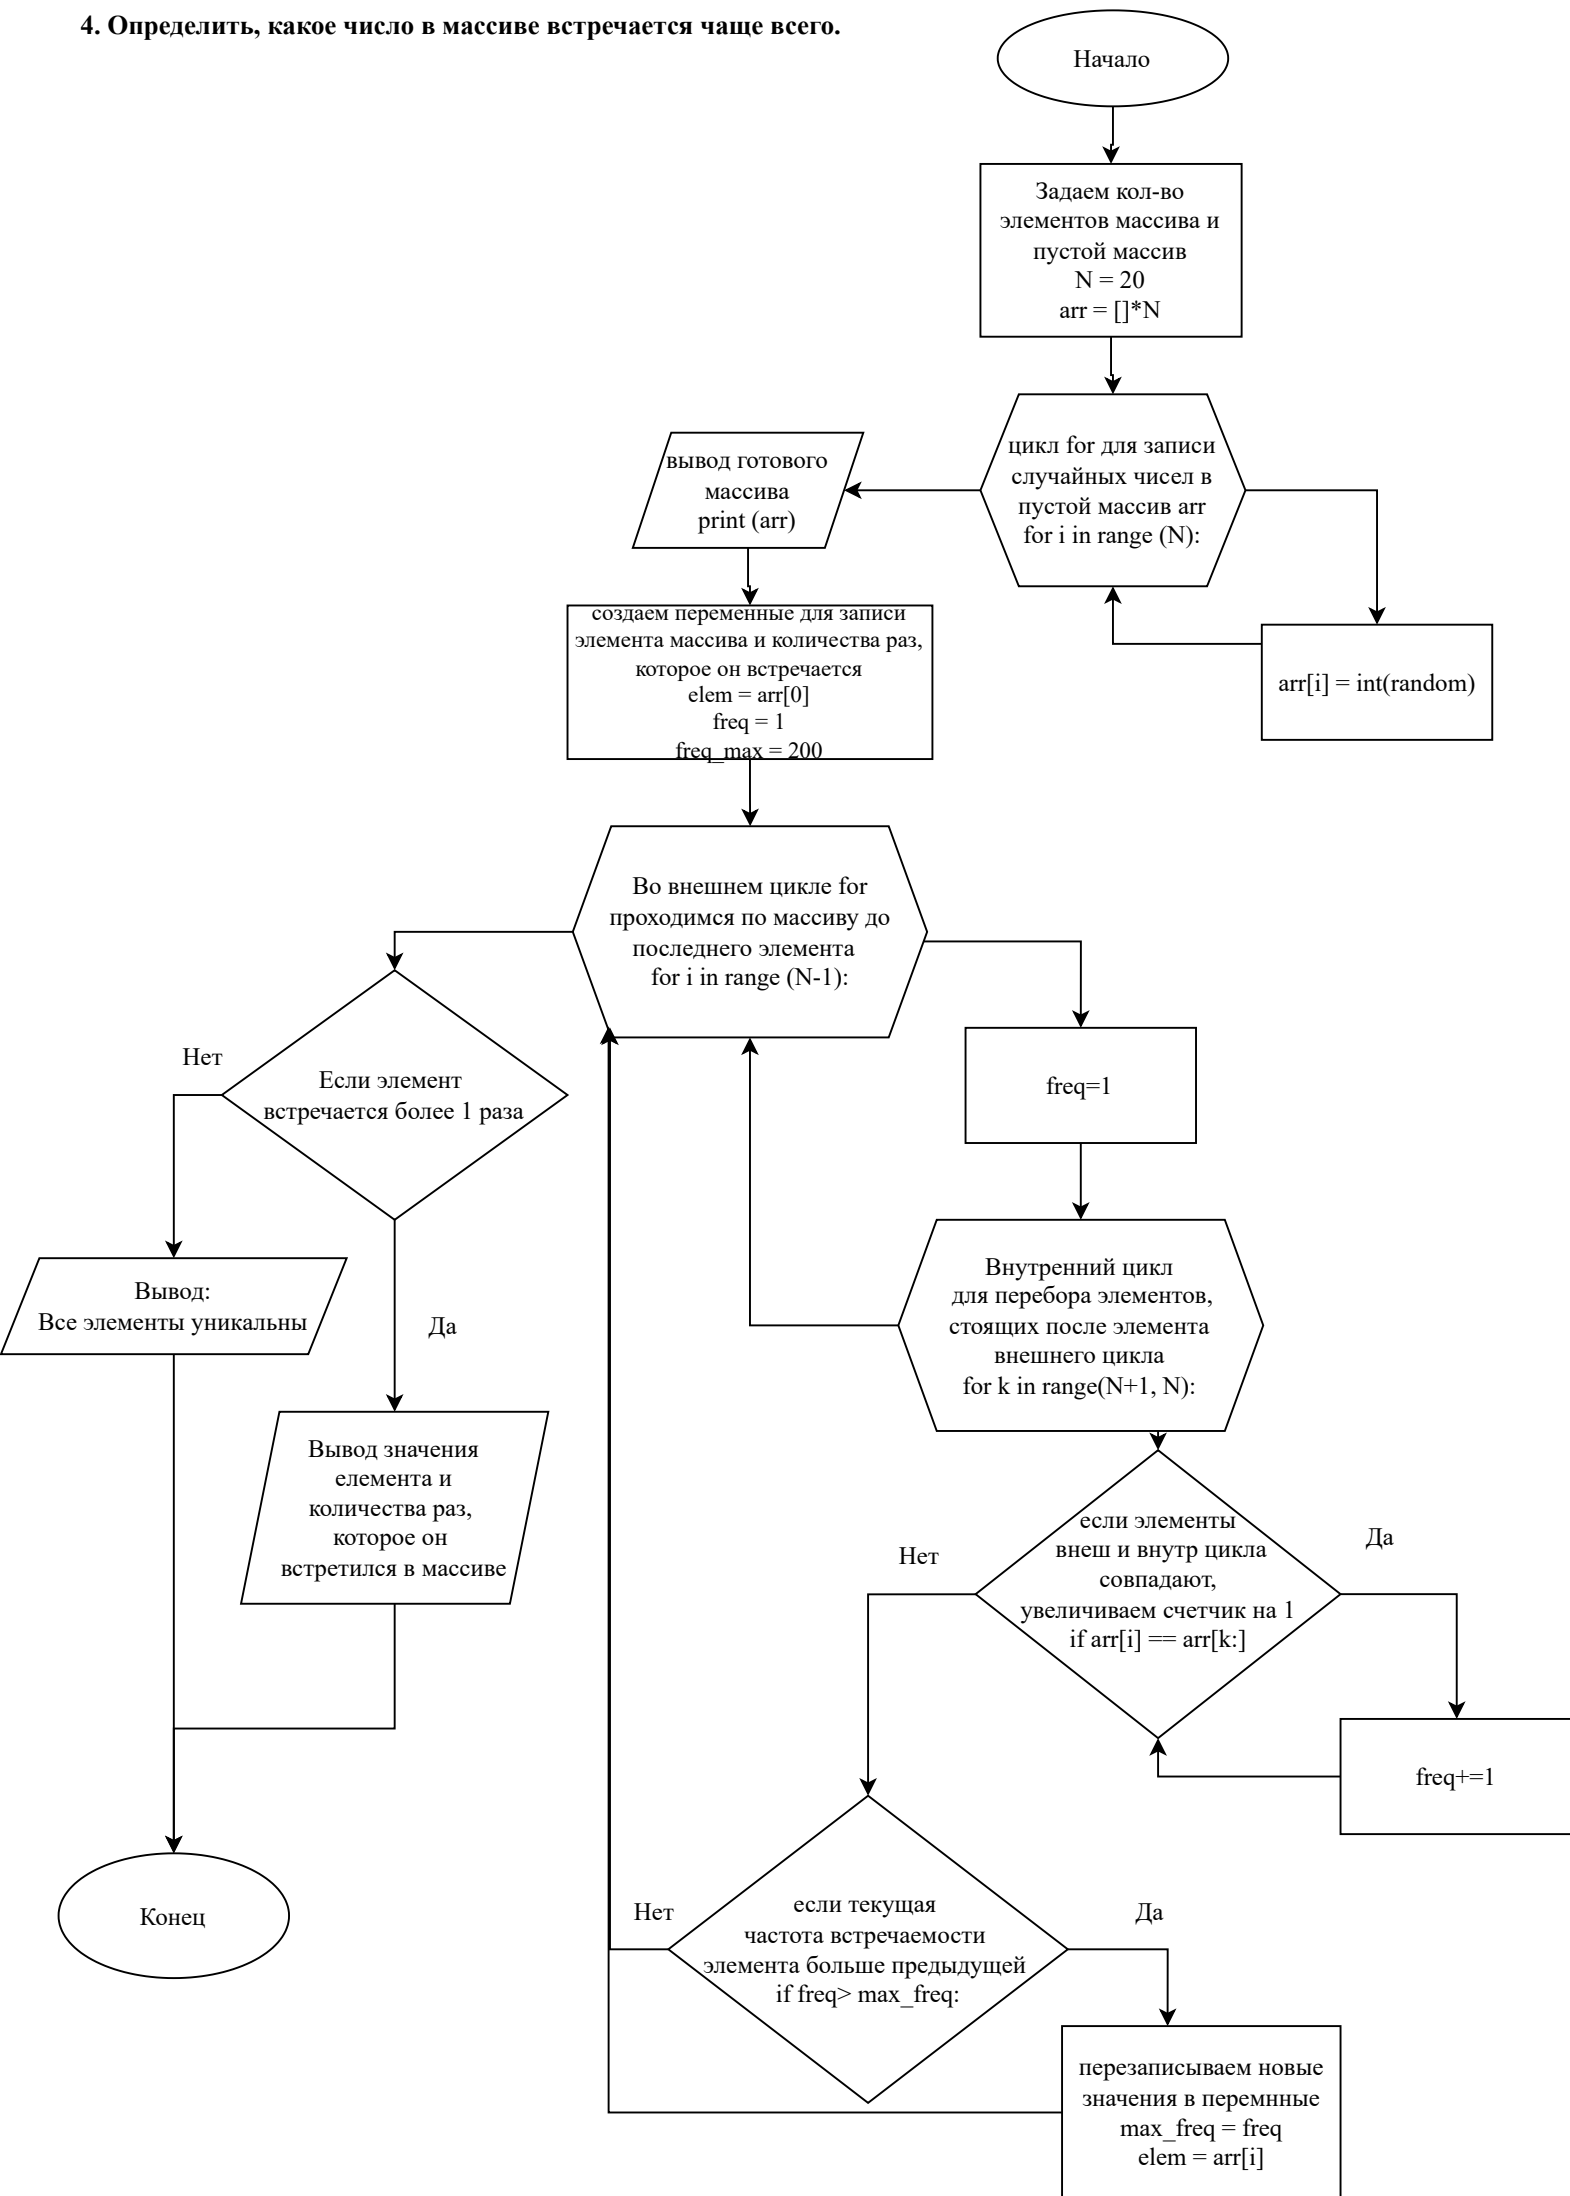 4. Определить, какое число в массиве встречается чаще всего.
Начало
Задаем кол-во
элементов массива и
пустой массив
N = 20
arr = []*N
цикл for для записи
случайных чисел в
пустой массив arr
for i in range (N):
вывод готового
массива
print (arr)
arr[i] = int(random)
создаем переменные для записи
элемента массива и количества раз,
которое он встречается
elem = arr[0]
freq = 1
freq_max = 200
Во внешнем цикле for
проходимся по массиву до
последнего элемента
for i in range (N-1):
freq=1
Нет
Если элемент
встречается более 1 раза
Да
Вывод:
Все элементы уникальны
Вывод значения
елемента и
количества раз,
которое он
встретился в массиве
Внутренний цикл
для перебора элементов,
стоящих после элемента
внешнего цикла
for k in range(N+1, N):
Нет
если элементы
внеш и внутр цикла
совпадают,
увеличиваем счетчик на 1
if arr[i] == arr[k:]
Да
freq+=1
Конец
Нет
если текущая
частота встречаемости
элемента больше предыдущей
if freq> max_freq:
Да
перезаписываем новые
значения в перемнные
max_freq = freq
elem = arr[i]